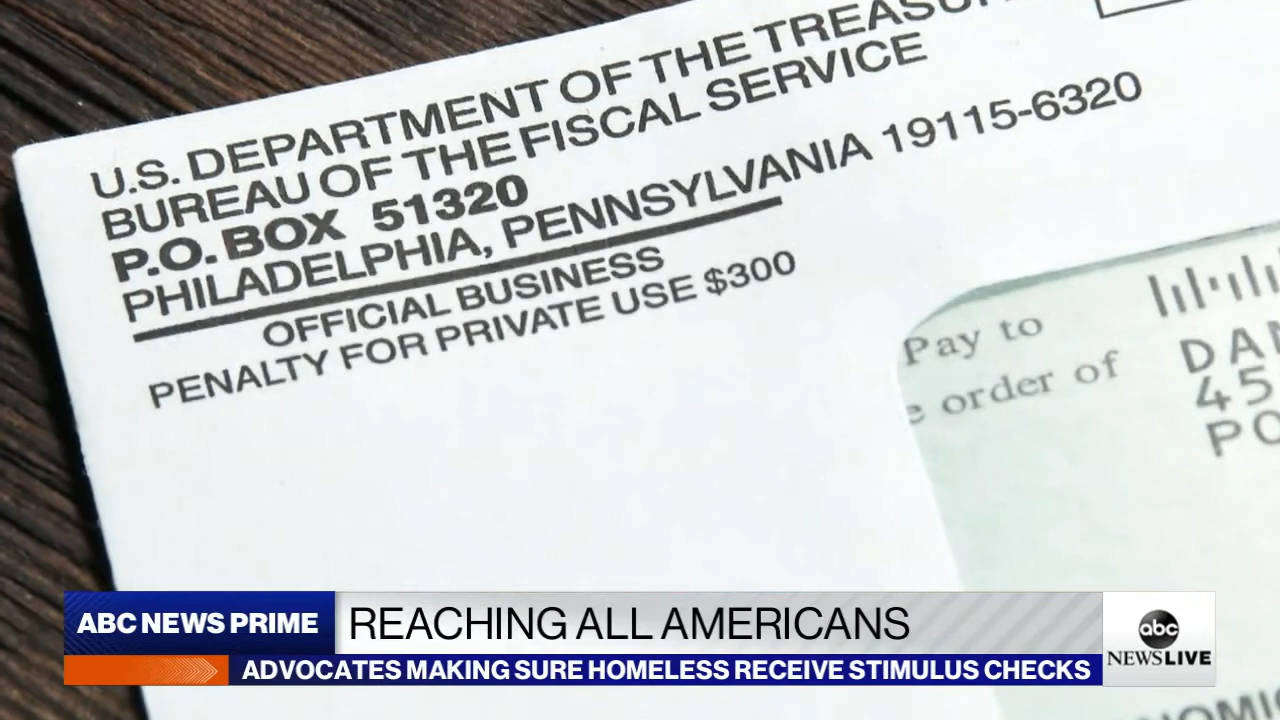 U.S. DEPARTMENT OF THE
BUREAU OF THE FISCAL SERVICE
P.O. BOX 51320
PHILADELPHIA, PENNSYLVANIA 19115-6320
OFFICIAL BUSINESS
PENALTY FOR PRIVATE USE $300
Pay to
order of
ABC NEWS PRIME
REACHING ALL AMERICANS
ADVOCATES MAKING SURE HOMELESS RECEIVE STIMULUS CHECKS
abc
NEWS LIVE